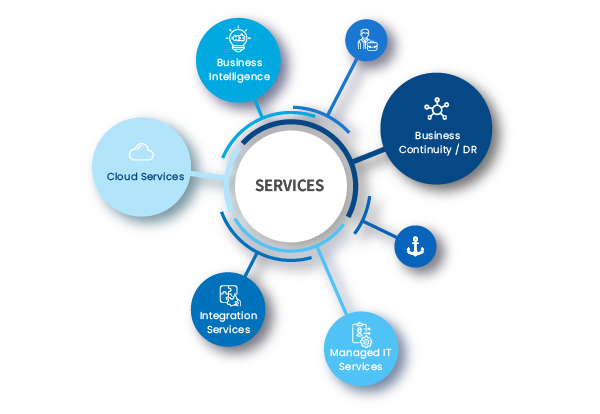 Business
Intelligence
Business
Continuity / DR
Cloud Services
SERVICES
Integration
Services
Managed IT
Services